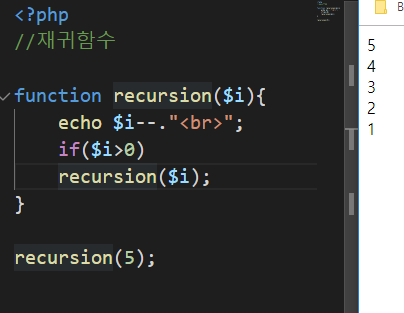 <?php
//재귀함수
function recursion($i){
echo $i--."<br>";
if($i>0)
recursion($i);
}
recursion(5);
B
5
4
3
2
1